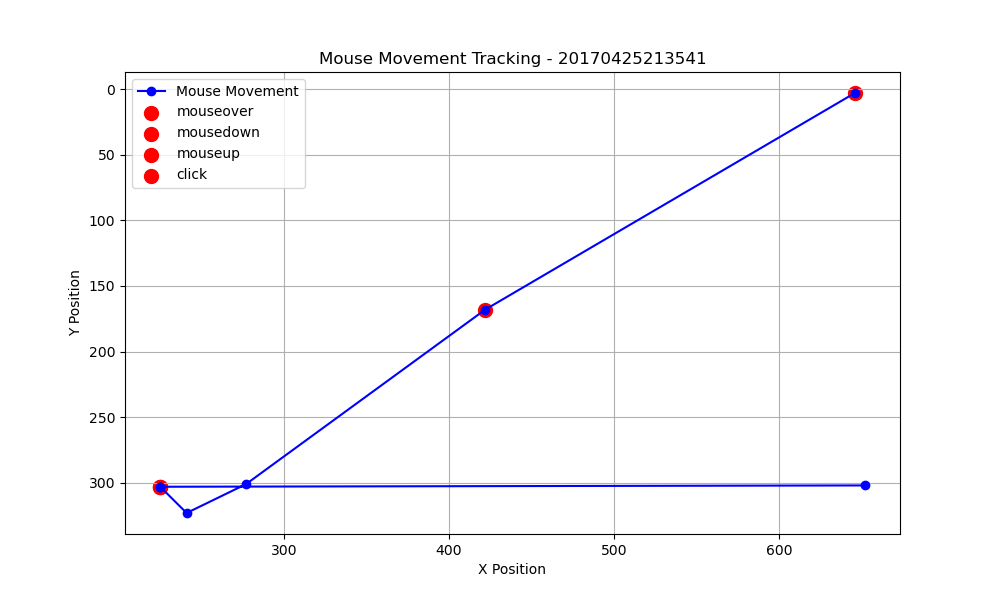 Mouse Movement Tracking - 20170425213541
Mouse Movement
mouseover
mousedown
mouseup
click
0
50
100
150
200
250
300
Y Position
300
400
500
600
X Position